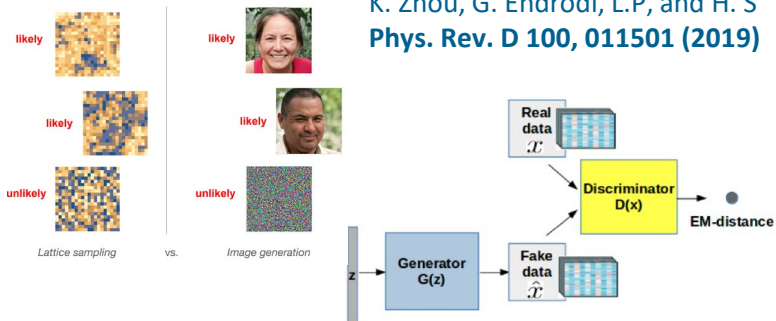 K. Zhou, G. Endrodi, L.P, and H. S
Phys. Rev. D 100, 011501 (2019)
likely
likely
likely
likely
unlikely
unlikely
Lattice sampling vs. Image generation
Real
data
x
Discriminator
D(x)
EM-distance
z
Generator
G(z)
Fake
data
x̂